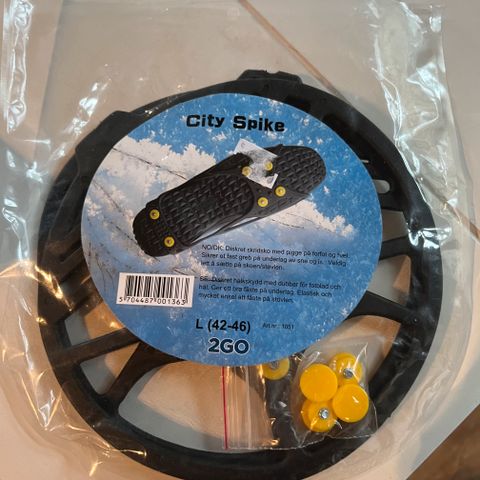 City Spike
NO/DK: Diskret skridsko med pigge på forfot og hæl.
Sikrer et fast greb på underlag av sne og is. Veldig
lett å sætte på skoen/støvlen.
SE: Diskret halkskydd med dubbar för fotblad och
häl. Ger ett bra fäste på underlag. Elastisk och
mycket enkel att fästa på stövlen.
5 704487 001363
L (42-46)
Art.nr.: 1051
2GO